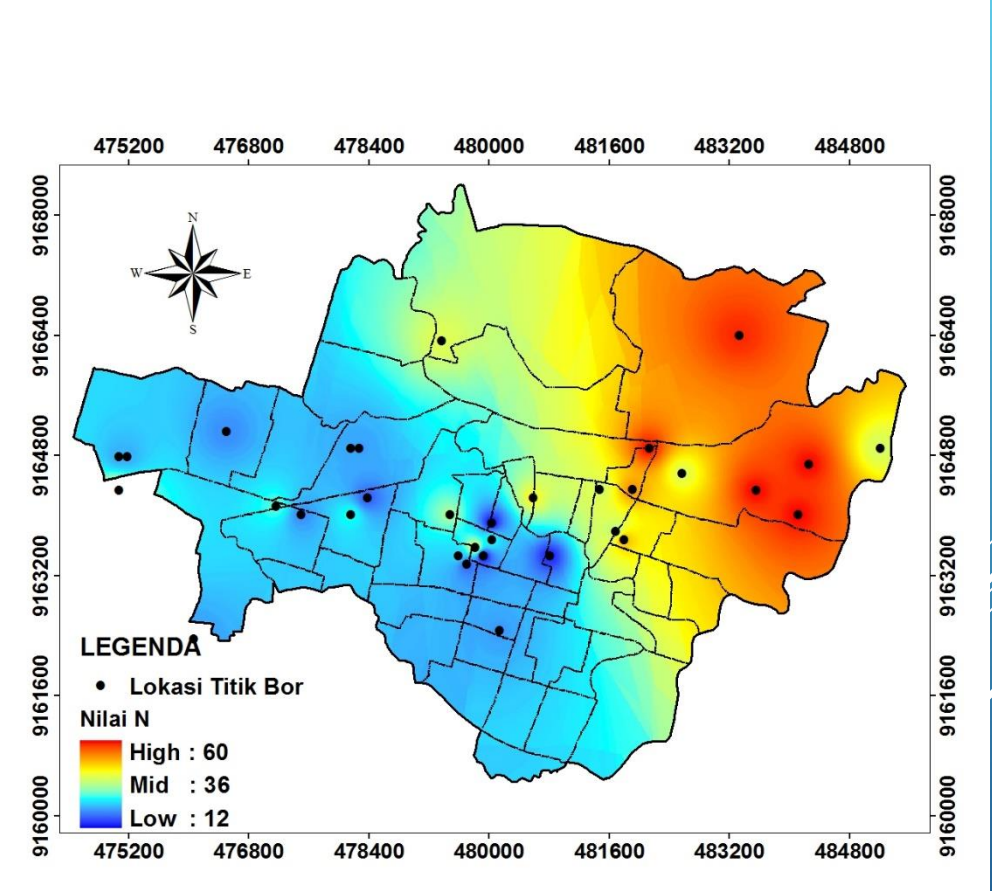 475200 476800 478400 480000 481600 483200 484800
9168000 9168000
N
W E
S
9166400 9166400
9164800 9164800
9163200 9163200
LEGENDA
Lokasi Titik Bor
9161600 9161600
Nilai N
High : 60
Mid : 36
Low : 12
9160000 9160000
475200 476800 478400 480000 481600 483200 484800